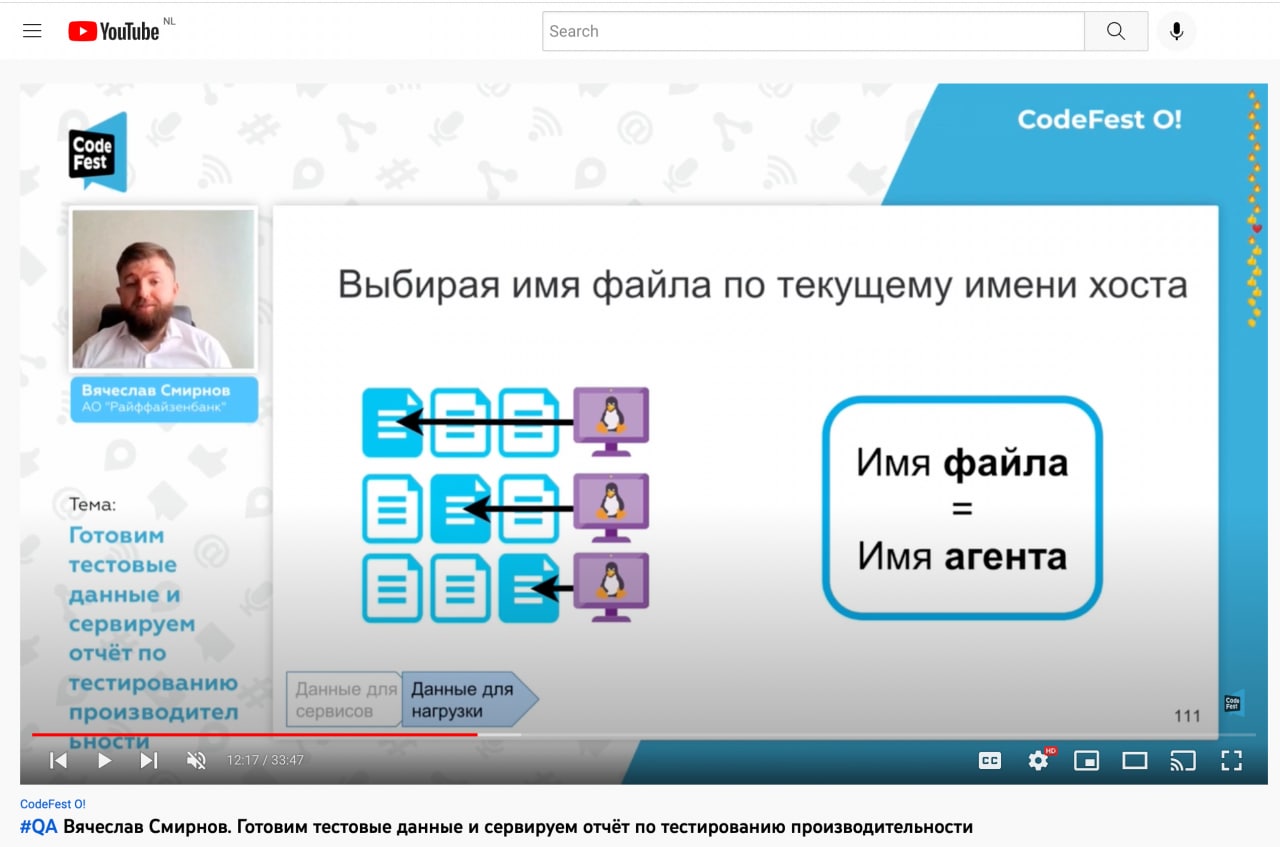 YouTube NL
Search
Code
Fest
CodeFest O!
Выбирая имя файла по текущему имени хоста
Вячеслав Смирнов
АО "Райффайзенбанк"
Имя файла
=
Имя агента
Тема:
Готовим
тестовые
данные и
сервируем
отчёт по
тестированию
производител
ьности
Данные для
сервисов
Данные для
нагрузки
111
Code
Fest
12:17 / 33:47
CC
HD
CodeFest O!
#QA Вячеслав Смирнов. Готовим тестовые данные и сервируем отчёт по тестированию производительности